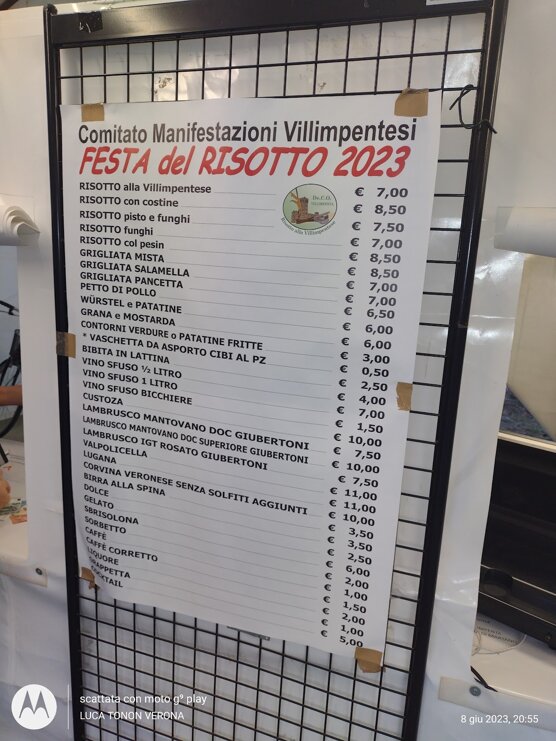 Comitato Manifestazioni Villimpentesi
FESTA del RISOTTO 2023
De.C.O.
VILLIMPENTA
Risotto alla Villimpentese
RISOTTO alla Villimpentese € 7,00
RISOTTO con costine € 8,50
RISOTTO pisto e funghi € 7,50
RISOTTO funghi € 7,00
RISOTTO col pesin € 8,50
GRIGLIATA MISTA € 8,50
GRIGLIATA SALAMELLA € 7,00
GRIGLIATA PANCETTA € 7,00
PETTO DI POLLO € 6,50
WÜRSTEL e PATATINE € 6,00
GRANA e MOSTARDA € 6,00
CONTORNI VERDURE o PATATINE FRITTE € 3,00
* VASCHETTA DA ASPORTO CIBI AL PZ € 0,50
BIBITA IN LATTINA € 2,50
VINO SFUSO ½ LITRO € 4,00
VINO SFUSO 1 LITRO € 7,00
VINO SFUSO BICCHIERE € 1,50
CUSTOZA € 10,00
LAMBRUSCO MANTOVANO DOC GIUBERTONI € 7,50
LAMBRUSCO MANTOVANO DOC SUPERIORE GIUBERTONI € 10,00
LAMBRUSCO IGT ROSATO GIUBERTONI € 7,50
VALPOLICELLA € 11,00
LUGANA € 11,00
CORVINA VERONESE SENZA SOLFITI AGGIUNTI € 10,00
BIRRA ALLA SPINA € 3,50
DOLCE € 3,50
GELATO € 2,50
SBRISOLONA € 6,00
SORBETTO € 2,00
CAFFÈ € 1,00
CAFFÈ CORRETTO € 1,50
LIQUORE € 2,00
GRAPPETTA € 1,00
COCKTAIL € 5,00
scattata con moto g⁹ play
LUCA TONON VERONA
8 giu 2023, 20:55